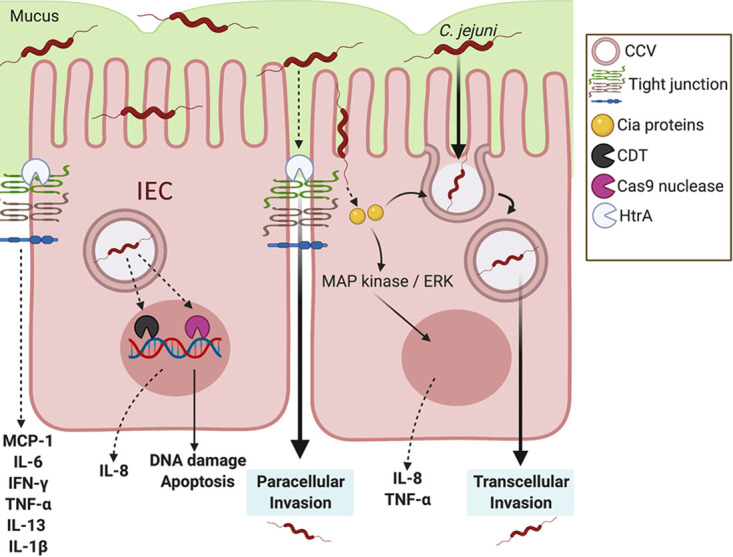 Mucus
C. jejuni
IEC
MAP kinase / ERK
MCP-1
IL-6
IFN-γ
TNF-α
IL-13
IL-1β
IL-8
DNA damage
Apoptosis
Paracellular
Invasion
IL-8
TNF-α
Transcellular
Invasion
CCV
Tight junction
Cia proteins
CDT
Cas9 nuclease
HtrA